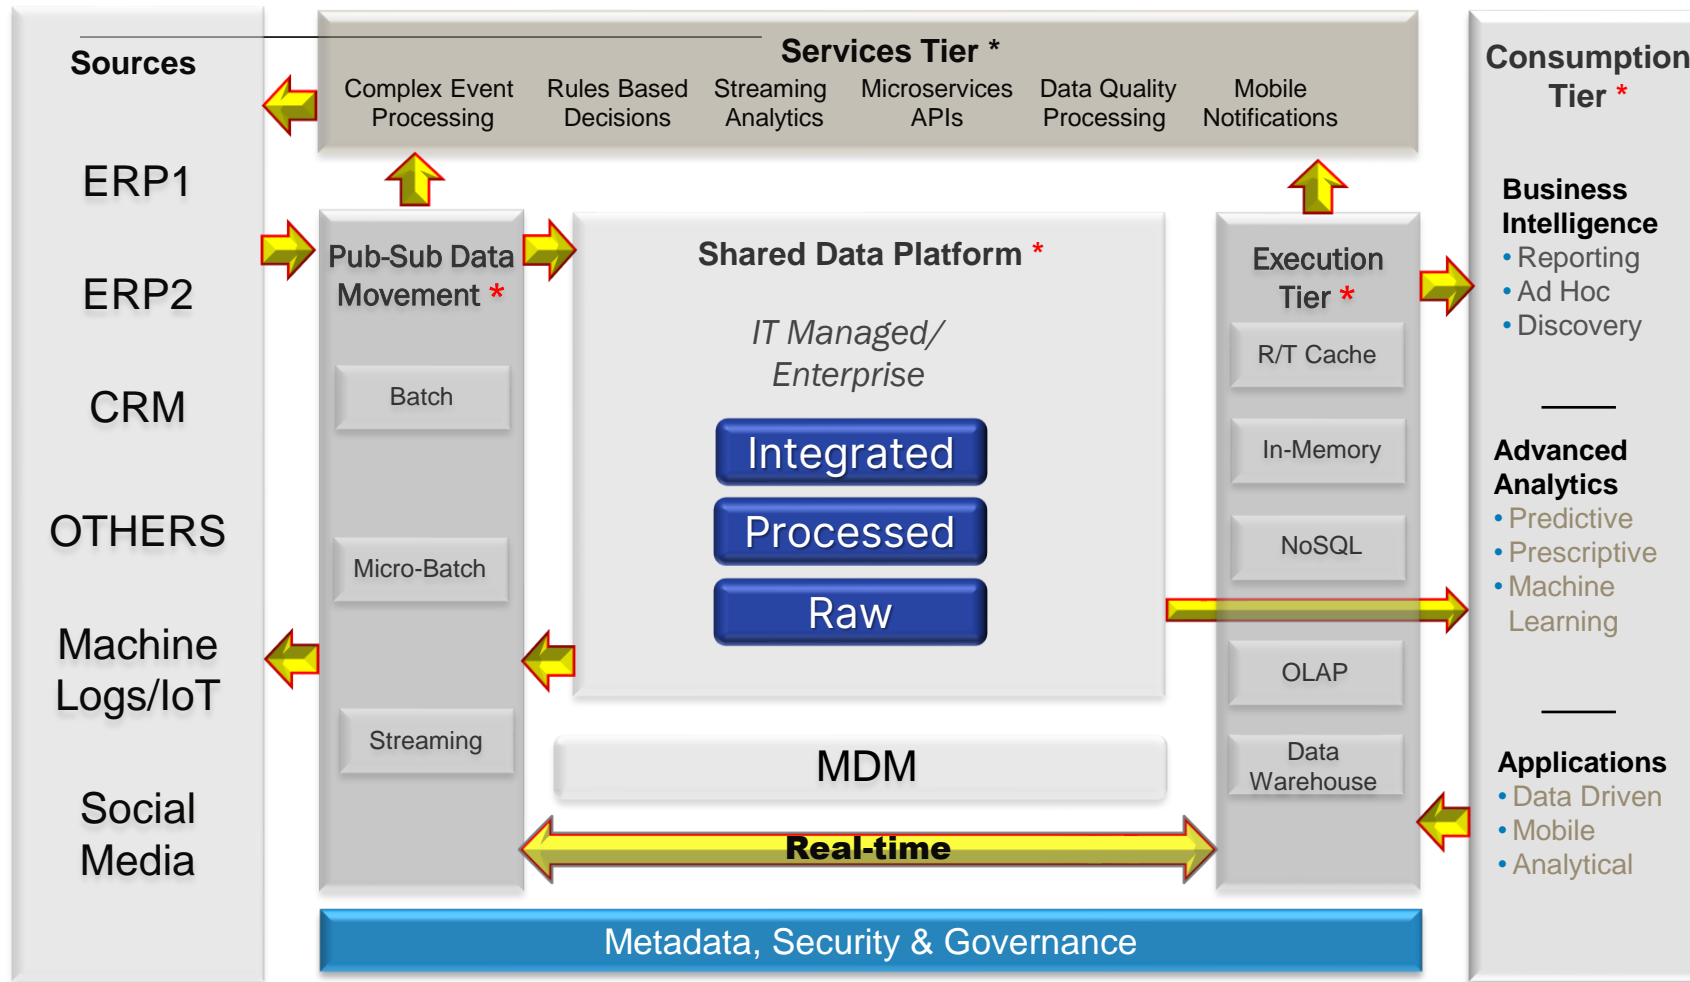 Sources
ERP1
ERP2
CRM
OTHERS
Machine
Logs/IoT
Social
Media
Services Tier *
Complex Event
Processing
Rules Based
Decisions
Streaming
Analytics
Microservices
APIs
Data Quality
Processing
Mobile
Notifications
Pub-Sub Data
Movement *
Batch
Micro-Batch
Streaming
Shared Data Platform *
IT Managed/
Enterprise
Integrated
Processed
Raw
MDM
Real-time
Execution
Tier *
R/T Cache
In-Memory
NoSQL
OLAP
Data
Warehouse
Metadata, Security & Governance
Consumption
Tier *
Business
Intelligence
• Reporting
• Ad Hoc
• Discovery
Advanced
Analytics
• Predictive
• Prescriptive
• Machine
Learning
Applications
• Data Driven
• Mobile
• Analytical